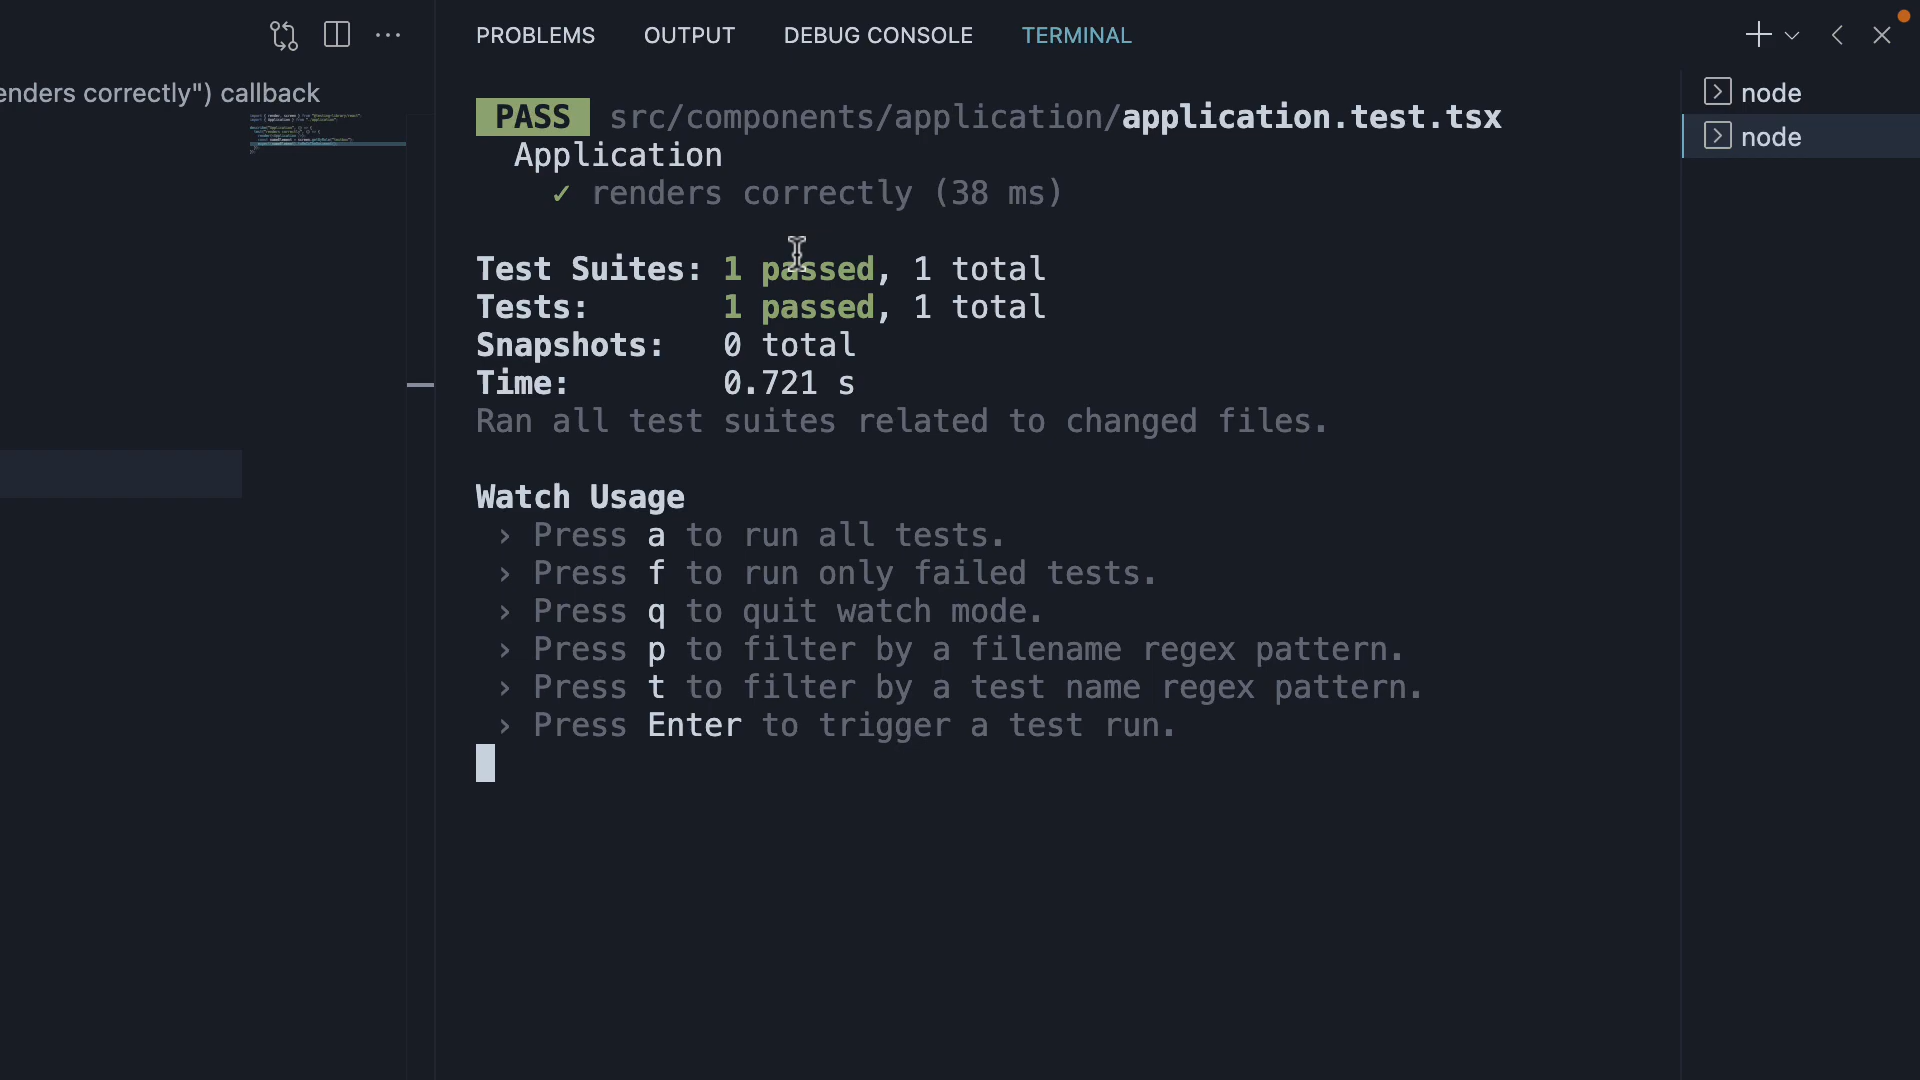 PROBLEMS OUTPUT DEBUG CONSOLE TERMINAL
enders correctly") callback
node
node
PASS src/components/application/application.test.tsx
Application
✓ renders correctly (38 ms)
Test Suites: 1 passed, 1 total
Tests: 1 passed, 1 total
Snapshots: 0 total
Time: 0.721 s
Ran all test suites related to changed files.
Watch Usage
› Press a to run all tests.
› Press f to run only failed tests.
› Press q to quit watch mode.
› Press p to filter by a filename regex pattern.
› Press t to filter by a test name regex pattern.
› Press Enter to trigger a test run.